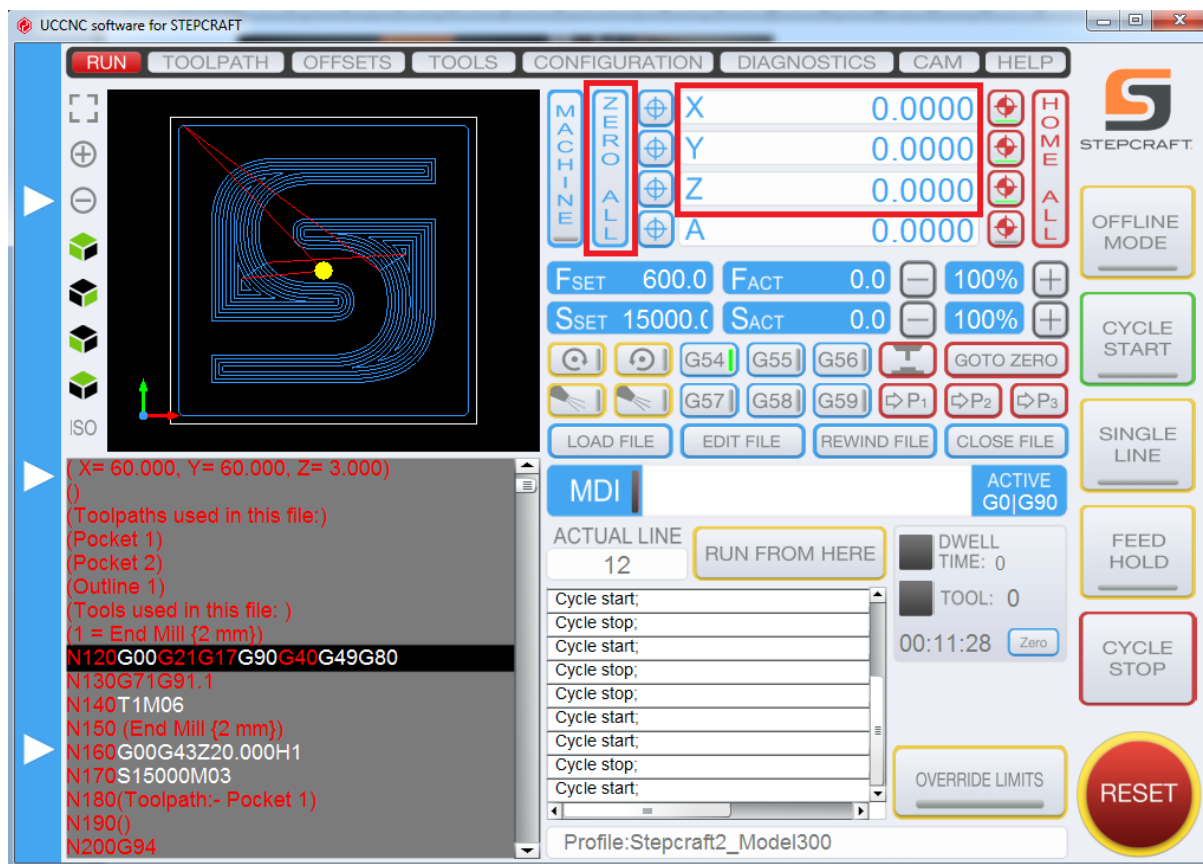 UCCNC software for STEPCRAFT
RUN TOOLPATH OFFSETS TOOLS CONFIGURATION DIAGNOSTICS CAM HELP
MACHINE
ZERO ALL
X 0.0000
Y 0.0000
Z 0.0000
A 0.0000
HOME ALL
STEPCRAFT
FSET 600.0 FACT 0.0 100%
SSET 15000.0 SACT 0.0 100%
G54 G55 G56 GOTO ZERO
G57 G58 G59 P1 P2 P3
ISO
LOAD FILE EDIT FILE REWIND FILE CLOSE FILE
MDI
ACTIVE
G0|G90
( X= 60.000, Y= 60.000, Z= 3.000)
()
(Toolpaths used in this file:)
(Pocket 1)
(Pocket 2)
(Outline 1)
(Tools used in this file: )
(1 = End Mill {2 mm})
N120G00G21G17G90G40G49G80
N130G71G91.1
N140T1M06
N150 (End Mill {2 mm})
N160G00G43Z20.000H1
N170S15000M03
N180(Toolpath:- Pocket 1)
N190()
N200G94
ACTUAL LINE
12
RUN FROM HERE
DWELL
TIME: 0
TOOL: 0
00:11:28 Zero
Cycle start;
Cycle stop;
Cycle start;
Cycle stop;
Cycle stop;
Cycle start;
Cycle start;
Cycle stop;
Cycle start;
OVERRIDE LIMITS
Profile:Stepcraft2_Model300
OFFLINE
MODE
CYCLE
START
SINGLE
LINE
FEED
HOLD
CYCLE
STOP
RESET